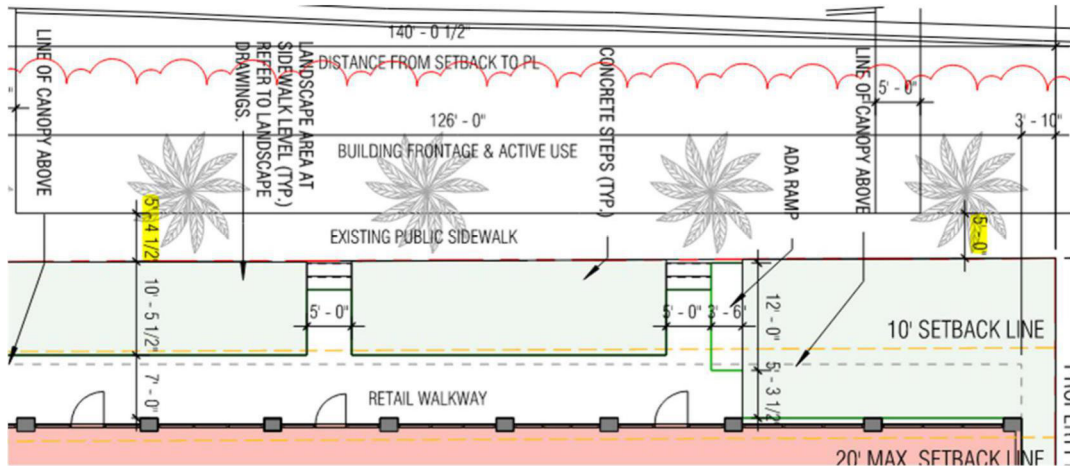 140' - 0 1/2"
DISTANCE FROM SETBACK TO PL
LINE OF CANOPY ABOVE
LANDSCAPE AREA AT
SIDEWALK LEVEL (TYP.)
REFER TO LANDSCAPE
DRAWINGS.
CONCRETE STEPS (TYP.)
LINE OF CANOPY ABOVE
5' - 0"
3' - 10"
126' - 0"
BUILDING FRONTAGE & ACTIVE USE
ADA RAMP
5' - 4 1/2"
EXISTING PUBLIC SIDEWALK
5' - 0"
10' - 5 1/2"
5' - 0"
5' - 0"
3' - 6"
12' - 0"
10' SETBACK LINE
7' - 0"
RETAIL WALKWAY
5' - 3 1/2"
20' MAX. SETBACK LINE